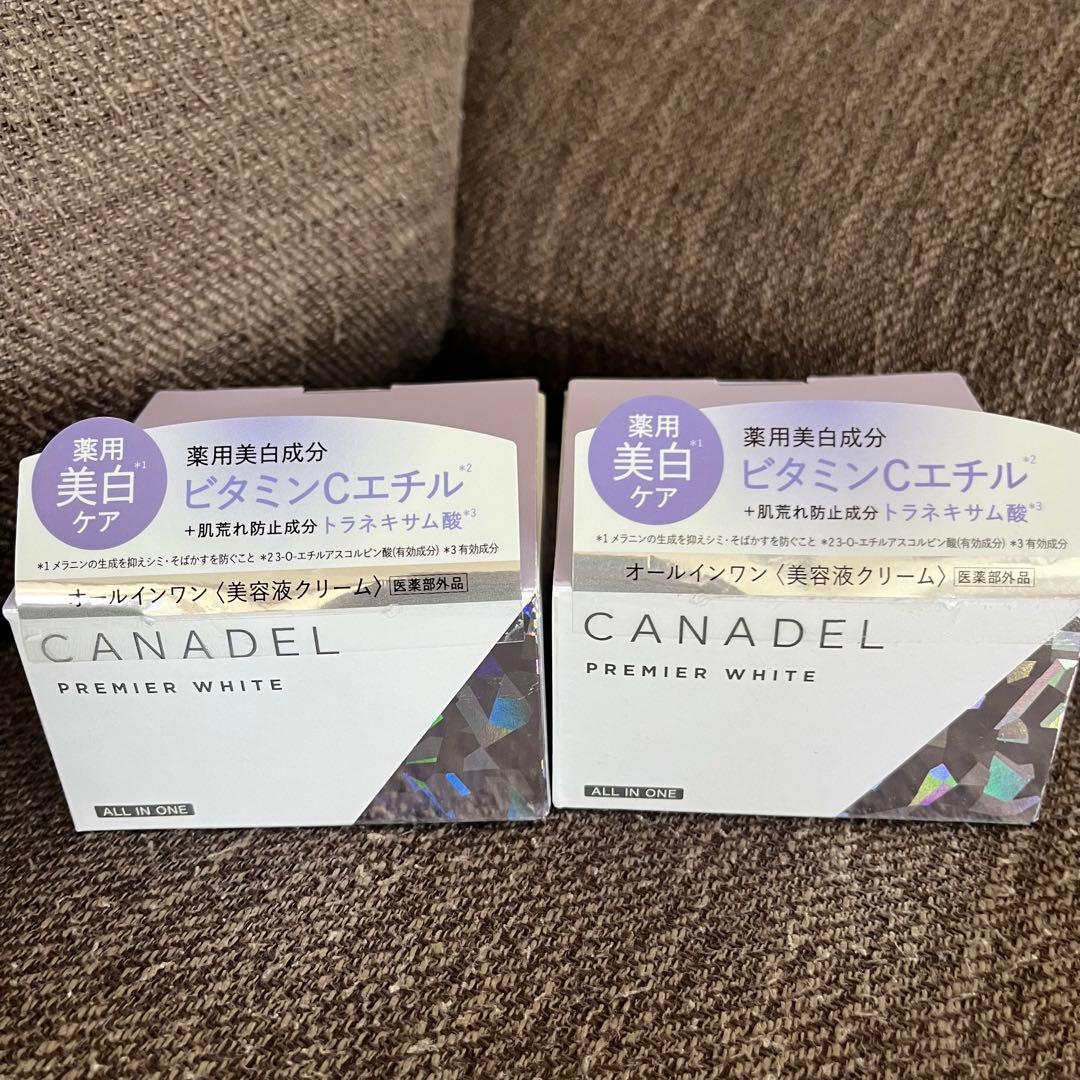 薬用
美白*1
ケア
薬用美白成分
ビタミンCエチル*2
+肌荒れ防止成分トラネキサム酸*3
*1メラニンの生成を抑えシミ・そばかすを防ぐこと *2 3-O-エチルアスコルビン酸(有効成分) *3有効成分
オールインワン〈美容液クリーム〉 医薬部外品
CANADEL
PREMIER WHITE
ALL IN ONE
薬用
美白*1
ケア
薬用美白成分
ビタミンCエチル*2
+肌荒れ防止成分トラネキサム酸*3
*1メラニンの生成を抑えシミ・そばかすを防ぐこと *2 3-O-エチルアスコルビン酸(有効成分) *3有効成分
オールインワン〈美容液クリーム〉 医薬部外品
CANADEL
PREMIER WHITE
ALL IN ONE